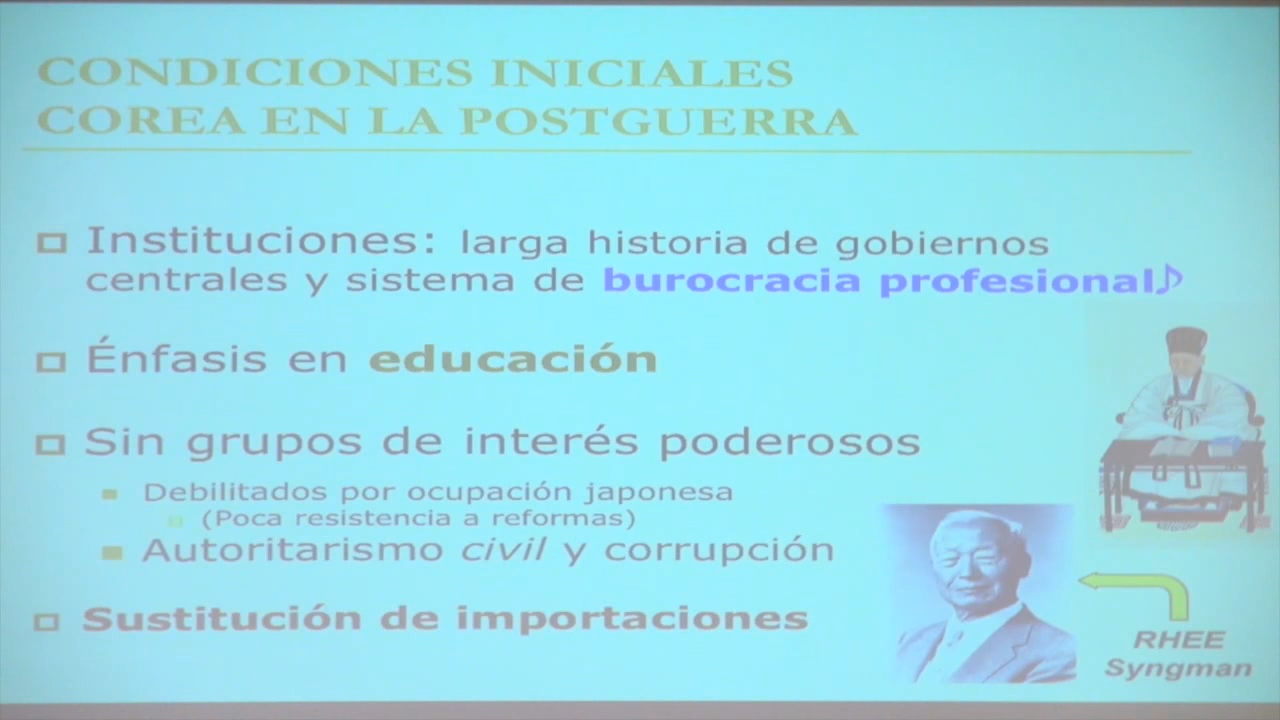 CONDICIONES INICIALES
COREA EN LA POSTGUERRA
Instituciones: larga historia de gobiernos
centrales y sistema de burocracia profesional♪
Énfasis en educación
Sin grupos de interés poderosos
Debilitados por ocupación japonesa
(Poca resistencia a reformas)
Autoritarismo civil y corrupción
Sustitución de importaciones
RHEE
Syngman